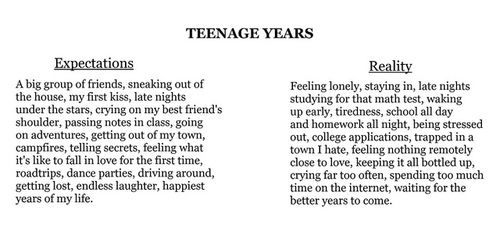 TEENAGE YEARS
Expectations
A big group of friends, sneaking out of
the house, my first kiss, late nights
under the stars, crying on my best friend's
shoulder, passing notes in class, going
on adventures, getting out of my town,
campfires, telling secrets, feeling what
it's like to fall in love for the first time,
roadtrips, dance parties, driving around,
getting lost, endless laughter, happiest
years of my life.
Reality
Feeling lonely, staying in, late nights
studying for that math test, waking
up early, tiredness, school all day
and homework all night, being stressed
out, college applications, trapped in a
town I hate, feeling nothing remotely
close to love, keeping it all bottled up,
crying far too often, spending too much
time on the internet, waiting for the
better years to come.